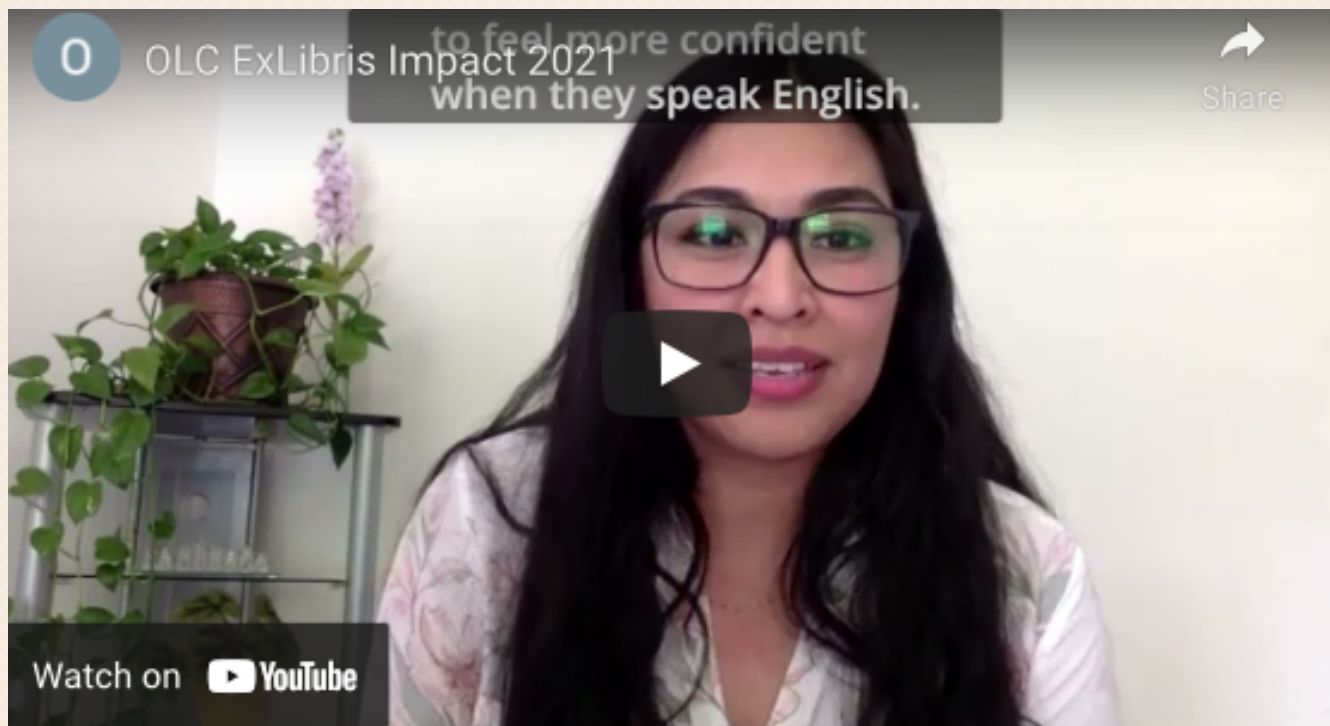 O
OLC ExLibris Impact 2021
to feel more confident
when they speak English.
Share
Watch on YouTube